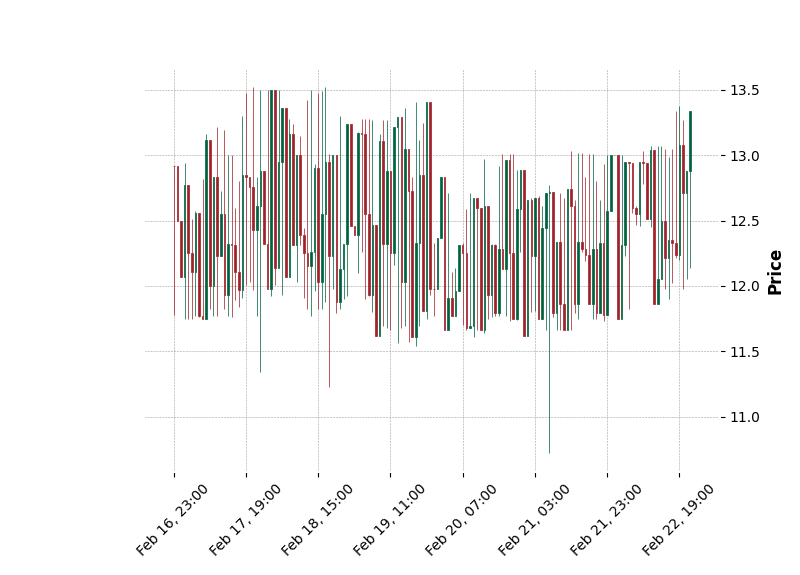 13.5
13.0
12.5
12.0
11.5
11.0
Price
Feb 16, 23:00
Feb 17, 19:00
Feb 18, 15:00
Feb 19, 11:00
Feb 20, 07:00
Feb 21, 03:00
Feb 21, 23:00
Feb 22, 19:00